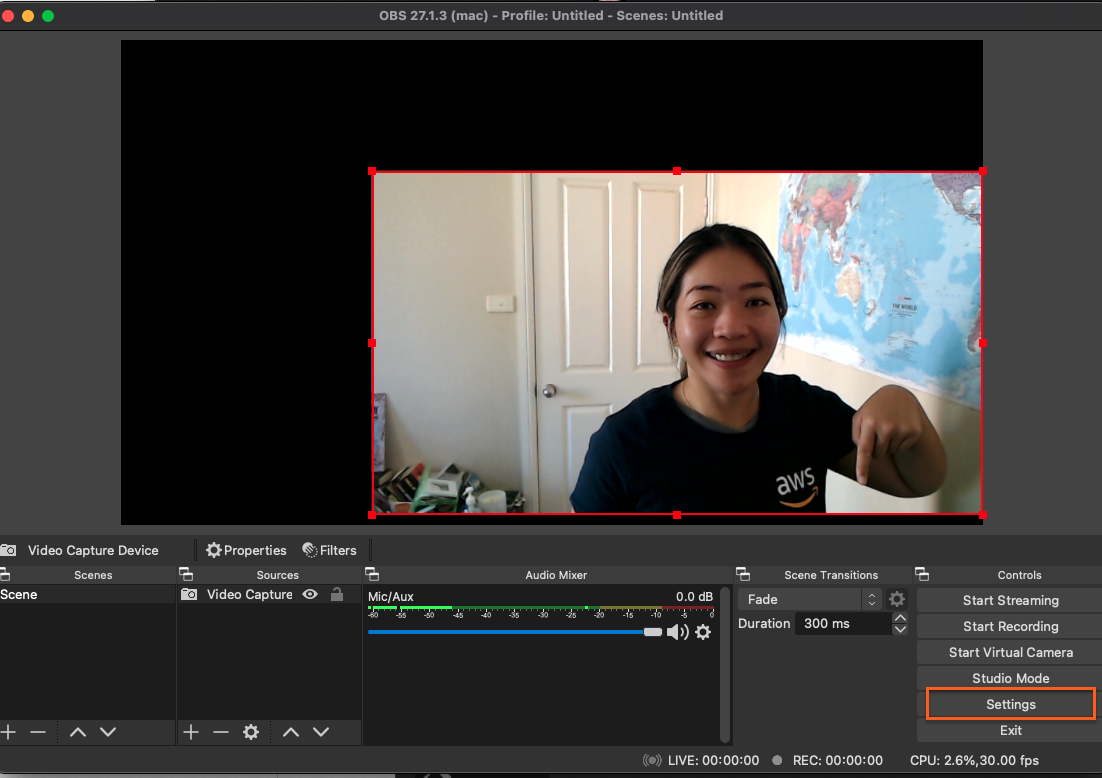 OBS 27.1.3 (mac) - Profile: Untitled - Scenes: Untitled
THE WORLD
aws
Video Capture Device
Properties
Filters
Scenes
Sources
Audio Mixer
Scene Transitions
Controls
Scene
Video Capture
Mic/Aux
0.0 dB
-60 -55 -50 -45 -40 -35 -30 -25 -20 -15 -10 -5 0
Fade
Duration
300 ms
Start Streaming
Start Recording
Start Virtual Camera
Studio Mode
Settings
Exit
LIVE: 00:00:00
REC: 00:00:00
CPU: 2.6%,30.00 fps